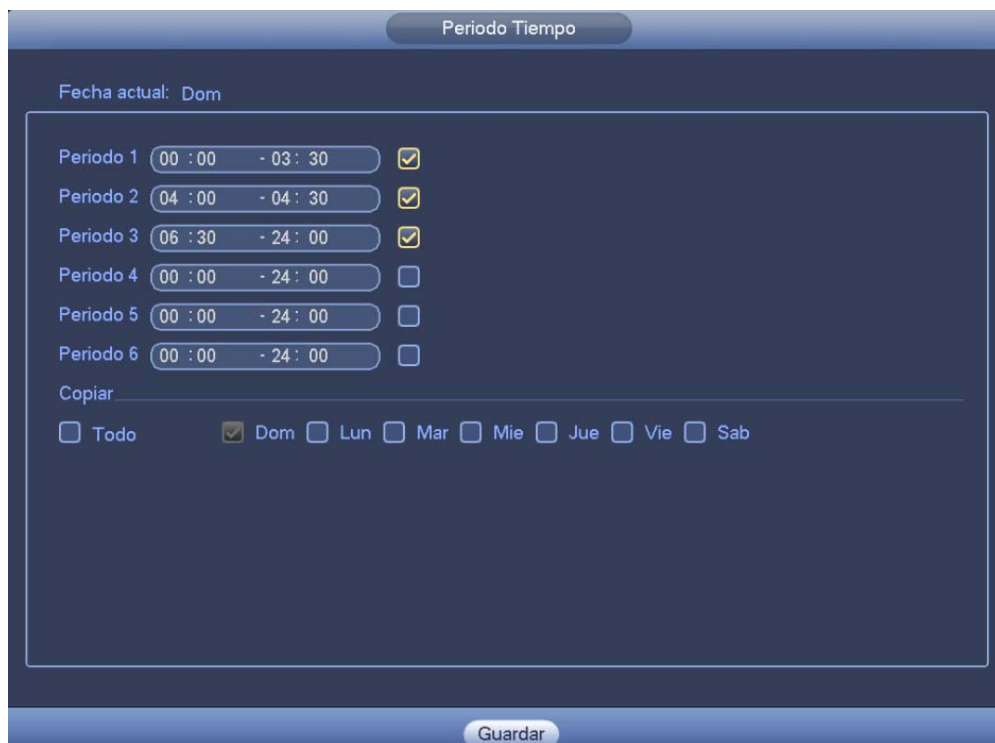 Periodo Tiempo
Fecha actual: Dom
Periodo 1 00 :00 - 03: 30
Periodo 2 04 :00 - 04: 30
Periodo 3 06 :30 - 24: 00
Periodo 4 00 :00 - 24: 00
Periodo 5 00 :00 - 24: 00
Periodo 6 00 :00 - 24: 00
Copiar
Todo Dom Lun Mar Mie Jue Vie Sab
Guardar